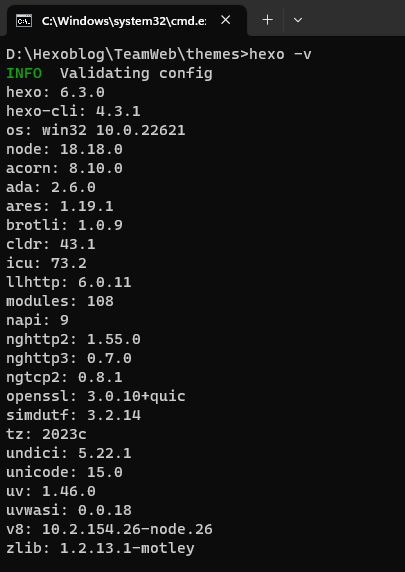 C:\Windows\system32\cmd.e
D:\Hexoblog\TeamWeb\themes>hexo -v
INFO  Validating config
hexo: 6.3.0
hexo-cli: 4.3.1
os: win32 10.0.22621
node: 18.18.0
acorn: 8.10.0
ada: 2.6.0
ares: 1.19.1
brotli: 1.0.9
cldr: 43.1
icu: 73.2
llhttp: 6.0.11
modules: 108
napi: 9
nghttp2: 1.55.0
nghttp3: 0.7.0
ngtcp2: 0.8.1
openssl: 3.0.10+quic
simdutf: 3.2.14
tz: 2023c
undici: 5.22.1
unicode: 15.0
uv: 1.46.0
uvwasi: 0.0.18
v8: 10.2.154.26-node.26
zlib: 1.2.13.1-motley